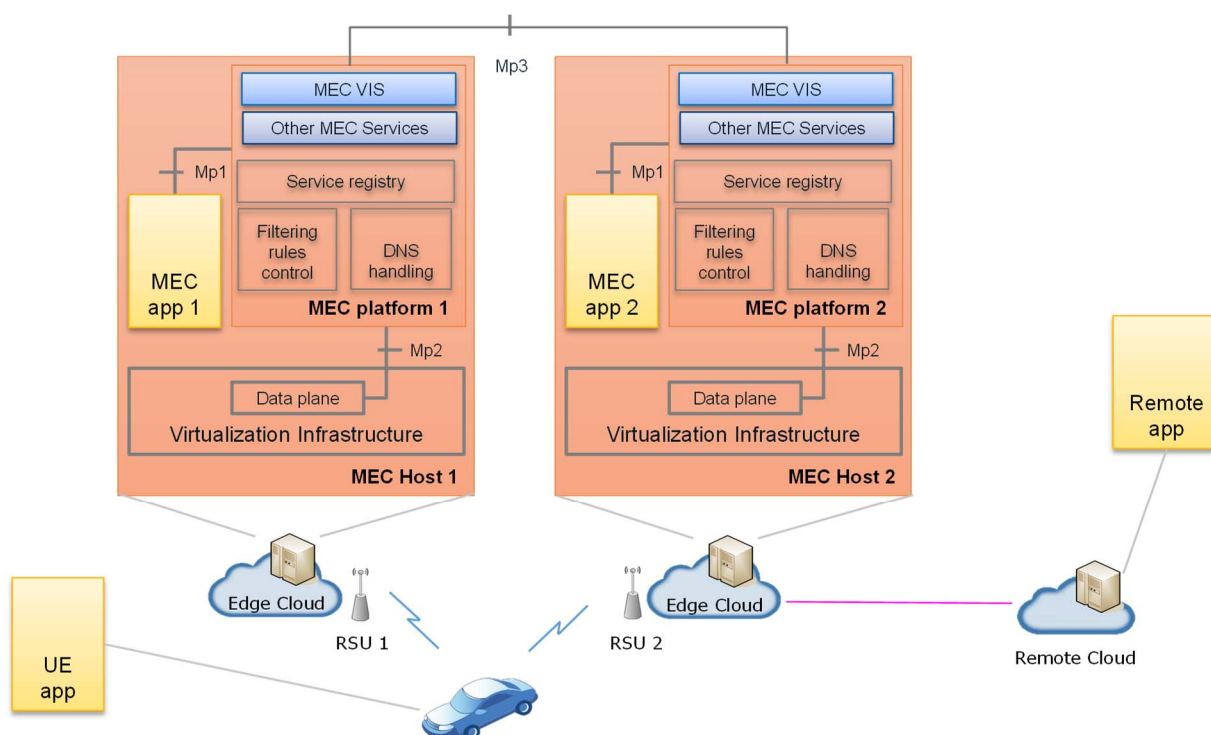 Mp3
MEC VIS
Other MEC Services
Mp1
Service registry
Filtering
rules
control
DNS
handling
MEC
app 1
MEC platform 1
Mp2
Data plane
Virtualization Infrastructure
MEC Host 1
MEC VIS
Other MEC Services
Mp1
Service registry
Filtering
rules
control
DNS
handling
MEC
app 2
MEC platform 2
Mp2
Data plane
Virtualization Infrastructure
MEC Host 2
Remote
app
Edge Cloud
RSU 1
RSU 2
Edge Cloud
Remote Cloud
UE
app